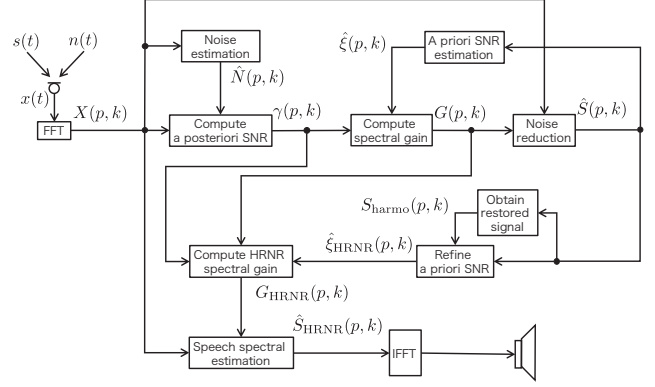 s(t)
n(t)
x(t)
FFT
X(p, k)
Noise
estimation
N̂(p, k)
Compute
a posteriori SNR
γ(p, k)
ξ̂(p, k)
A priori SNR
estimation
Compute
spectral gain
G(p, k)
Noise
reduction
Ŝ(p, k)
S_harmo(p, k)
Obtain
restored
signal
Compute HRNR
spectral gain
ξ̂_HRNR(p, k)
Refine
a priori SNR
G_HRNR(p, k)
Speech spectral
estimation
Ŝ_HRNR(p, k)
IFFT